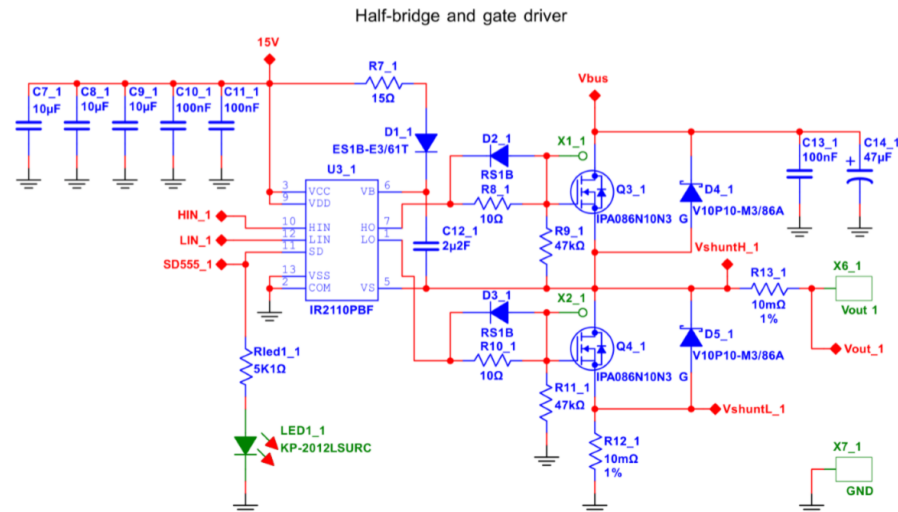 Half-bridge and gate driver
15V
C7_1
10µF
C8_1
10µF
C9_1
10µF
C10_1
100nF
C11_1
100nF
R7_1
15Ω
D1_1
ES1B-E3/61T
U3_1
3 VCC VB 6
9 VDD
10 HIN HO 7
12 LIN LO 1
11 SD
13 VSS
2 COM VS 5
IR2110PBF
HIN_1
LIN_1
SD555_1
Rled1_1
5K1Ω
LED1_1
KP-2012LSURC
C12_1
2µ2F
D2_1
RS1B
R8_1
10Ω
X1_1
R9_1
47kΩ
Vbus
Q3_1
IPA086N10N3 G
D4_1
V10P10-M3/86A
C13_1
100nF
C14_1
+
47µF
VshuntH_1
R13_1
10mΩ
1%
X6_1
Vout 1
Vout_1
D3_1
RS1B
R10_1
10Ω
X2_1
R11_1
47kΩ
Q4_1
IPA086N10N3 G
D5_1
V10P10-M3/86A
VshuntL_1
R12_1
10mΩ
1%
X7_1
GND